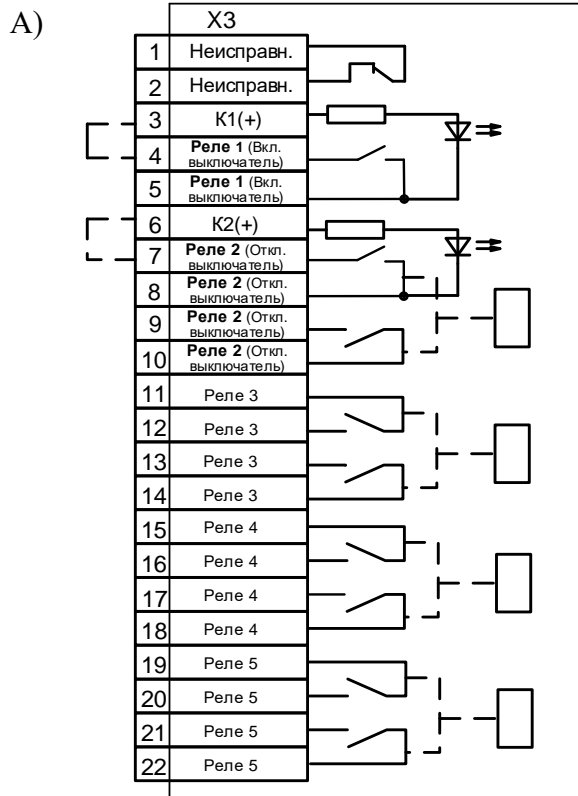 А)
X3
1 Неисправн.
2 Неисправн.
3 К1(+)
4 Реле 1 (Вкл.
выключатель)
5 Реле 1 (Вкл.
выключатель)
6 К2(+)
7 Реле 2 (Откл.
выключатель)
8 Реле 2 (Откл.
выключатель)
9 Реле 2 (Откл.
выключатель)
10 Реле 2 (Откл.
выключатель)
11 Реле 3
12 Реле 3
13 Реле 3
14 Реле 3
15 Реле 4
16 Реле 4
17 Реле 4
18 Реле 4
19 Реле 5
20 Реле 5
21 Реле 5
22 Реле 5